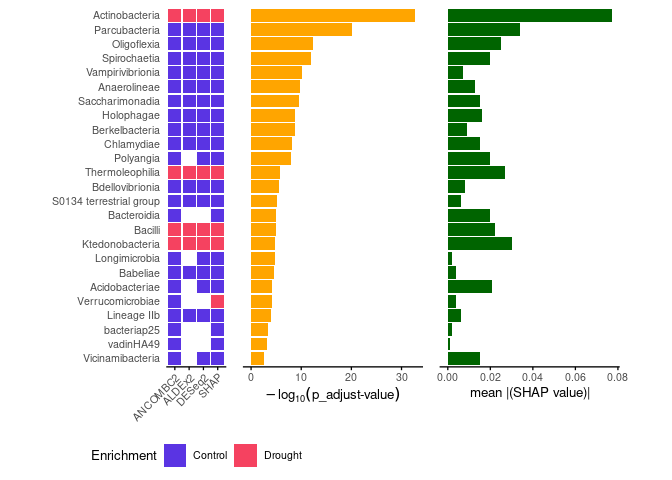 Actinobacteria
Parcubacteria
Oligoflexia
Spirochaetia
Vampirivibrionia
Anaerolineae
Saccharimonadia
Holophagae
Berkelbacteria
Chlamydiae
Polyangia
Thermoleophilia
Bdellovibrionia
S0134 terrestrial group
Bacteroidia
Bacilli
Ktedonobacteria
Longimicrobia
Babeliae
Acidobacteriae
Verrucomicrobiae
Lineage IIb
bacteriap25
vadinHA49
Vicinamibacteria
ANCOMBC2
ALDEx2
DESeq2
SHAP
0 10 20 30
−log10(p_adjust-value)
0.00 0.02 0.04 0.06 0.08
mean |(SHAP value)|
Enrichment Control Drought